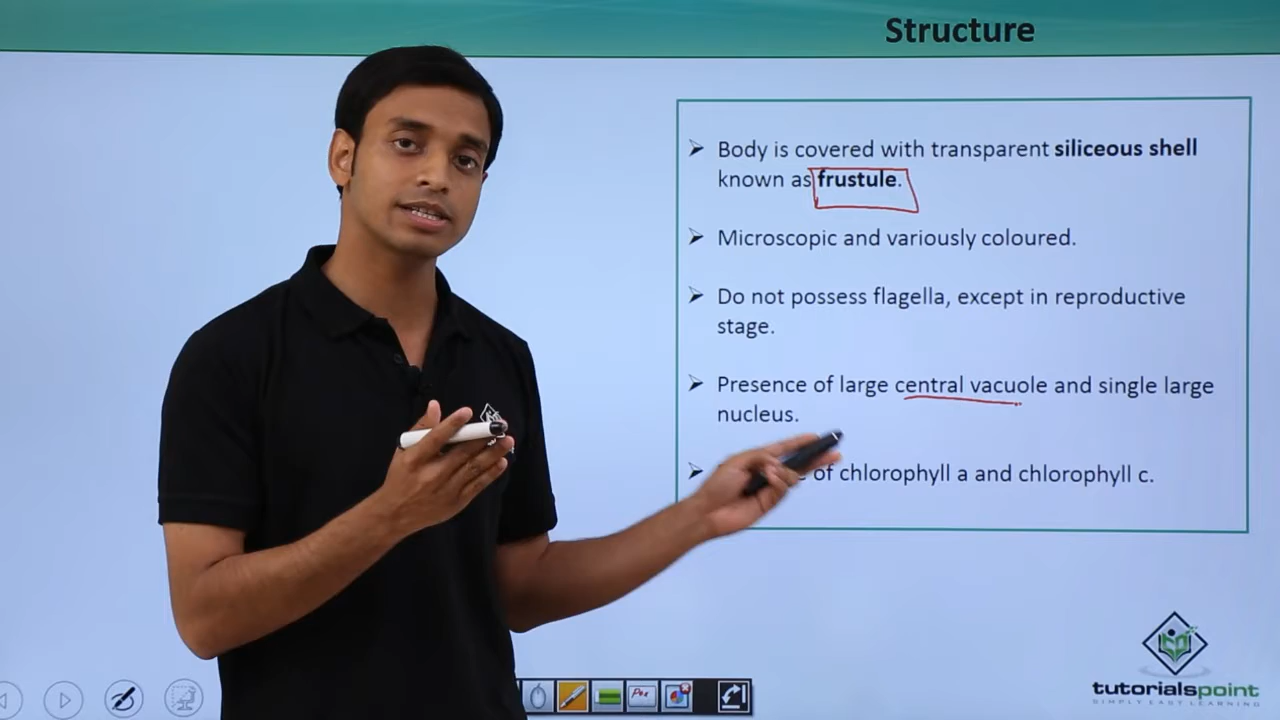 Structure
Body is covered with transparent siliceous shell
known as frustule.
Microscopic and variously coloured.
Do not possess flagella, except in reproductive
stage.
Presence of large central vacuole and single large
nucleus.
of chlorophyll a and chlorophyll c.
Pen
tutorialspoint
SIMPLY EASY LEARNING